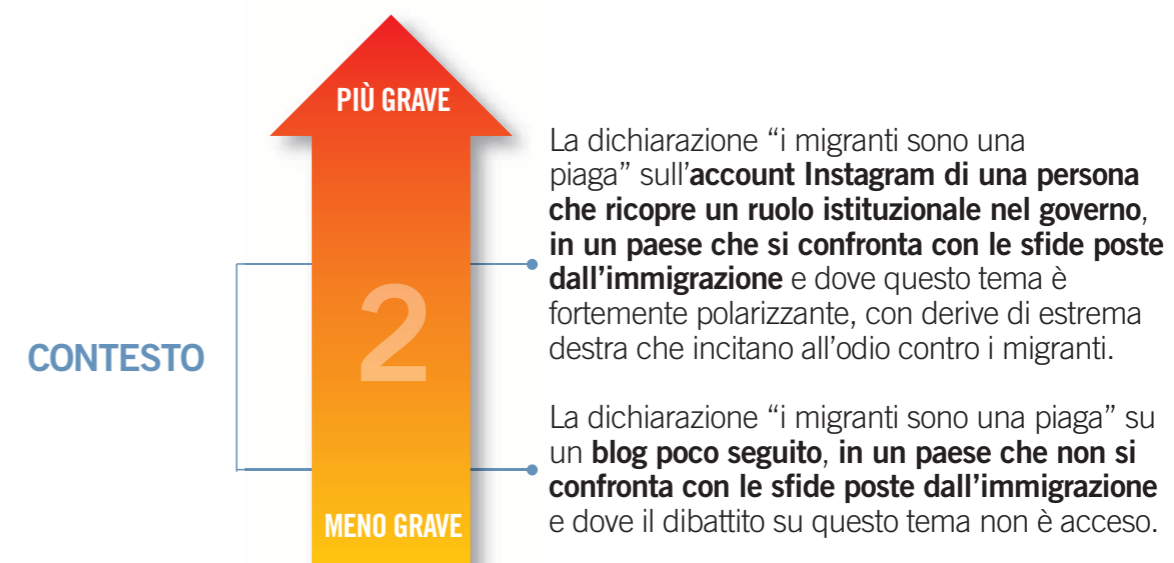 PIÙ GRAVE
La dichiarazione “i migranti sono una
piaga” sull’account Instagram di una persona
che ricopre un ruolo istituzionale nel governo,
in un paese che si confronta con le sfide poste
dall’immigrazione e dove questo tema è
fortemente polarizzante, con derive di estrema
destra che incitano all’odio contro i migranti.
2
CONTESTO
La dichiarazione “i migranti sono una piaga” su
un blog poco seguito, in un paese che non si
confronta con le sfide poste dall’immigrazione
e dove il dibattito su questo tema non è acceso.
MENO GRAVE